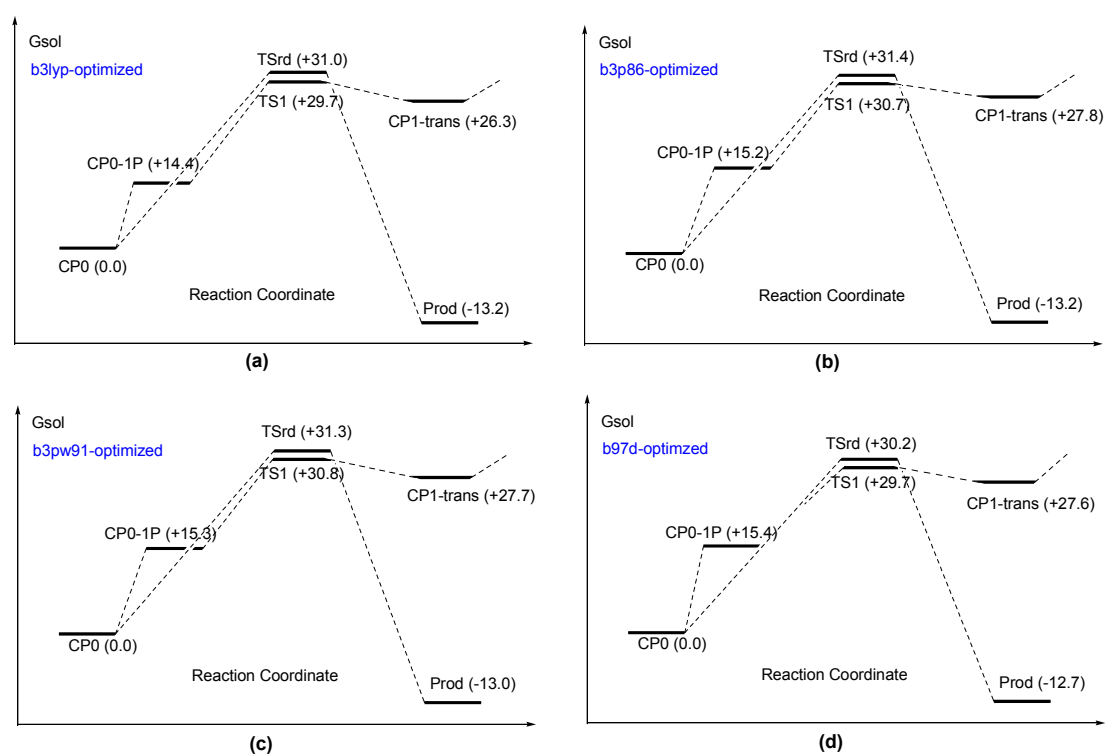 Gsol
b3lyp-optimized
TSrd (+31.0)
TS1 (+29.7)
CP1-trans (+26.3)
CP0-1P (+14.4)
CP0 (0.0)
Reaction Coordinate
Prod (-13.2)
(a)
Gsol
b3p86-optimized
TSrd (+31.4)
TS1 (+30.7)
CP1-trans (+27.8)
CP0-1P (+15.2)
CP0 (0.0)
Reaction Coordinate
Prod (-13.2)
(b)
Gsol
b3pw91-optimized
TSrd (+31.3)
TS1 (+30.8)
CP1-trans (+27.7)
CP0-1P (+15.3)
CP0 (0.0)
Reaction Coordinate
Prod (-13.0)
(c)
Gsol
b97d-optimzed
TSrd (+30.2)
TS1 (+29.7)
CP1-trans (+27.6)
CP0-1P (+15.4)
CP0 (0.0)
Reaction Coordinate
Prod (-12.7)
(d)